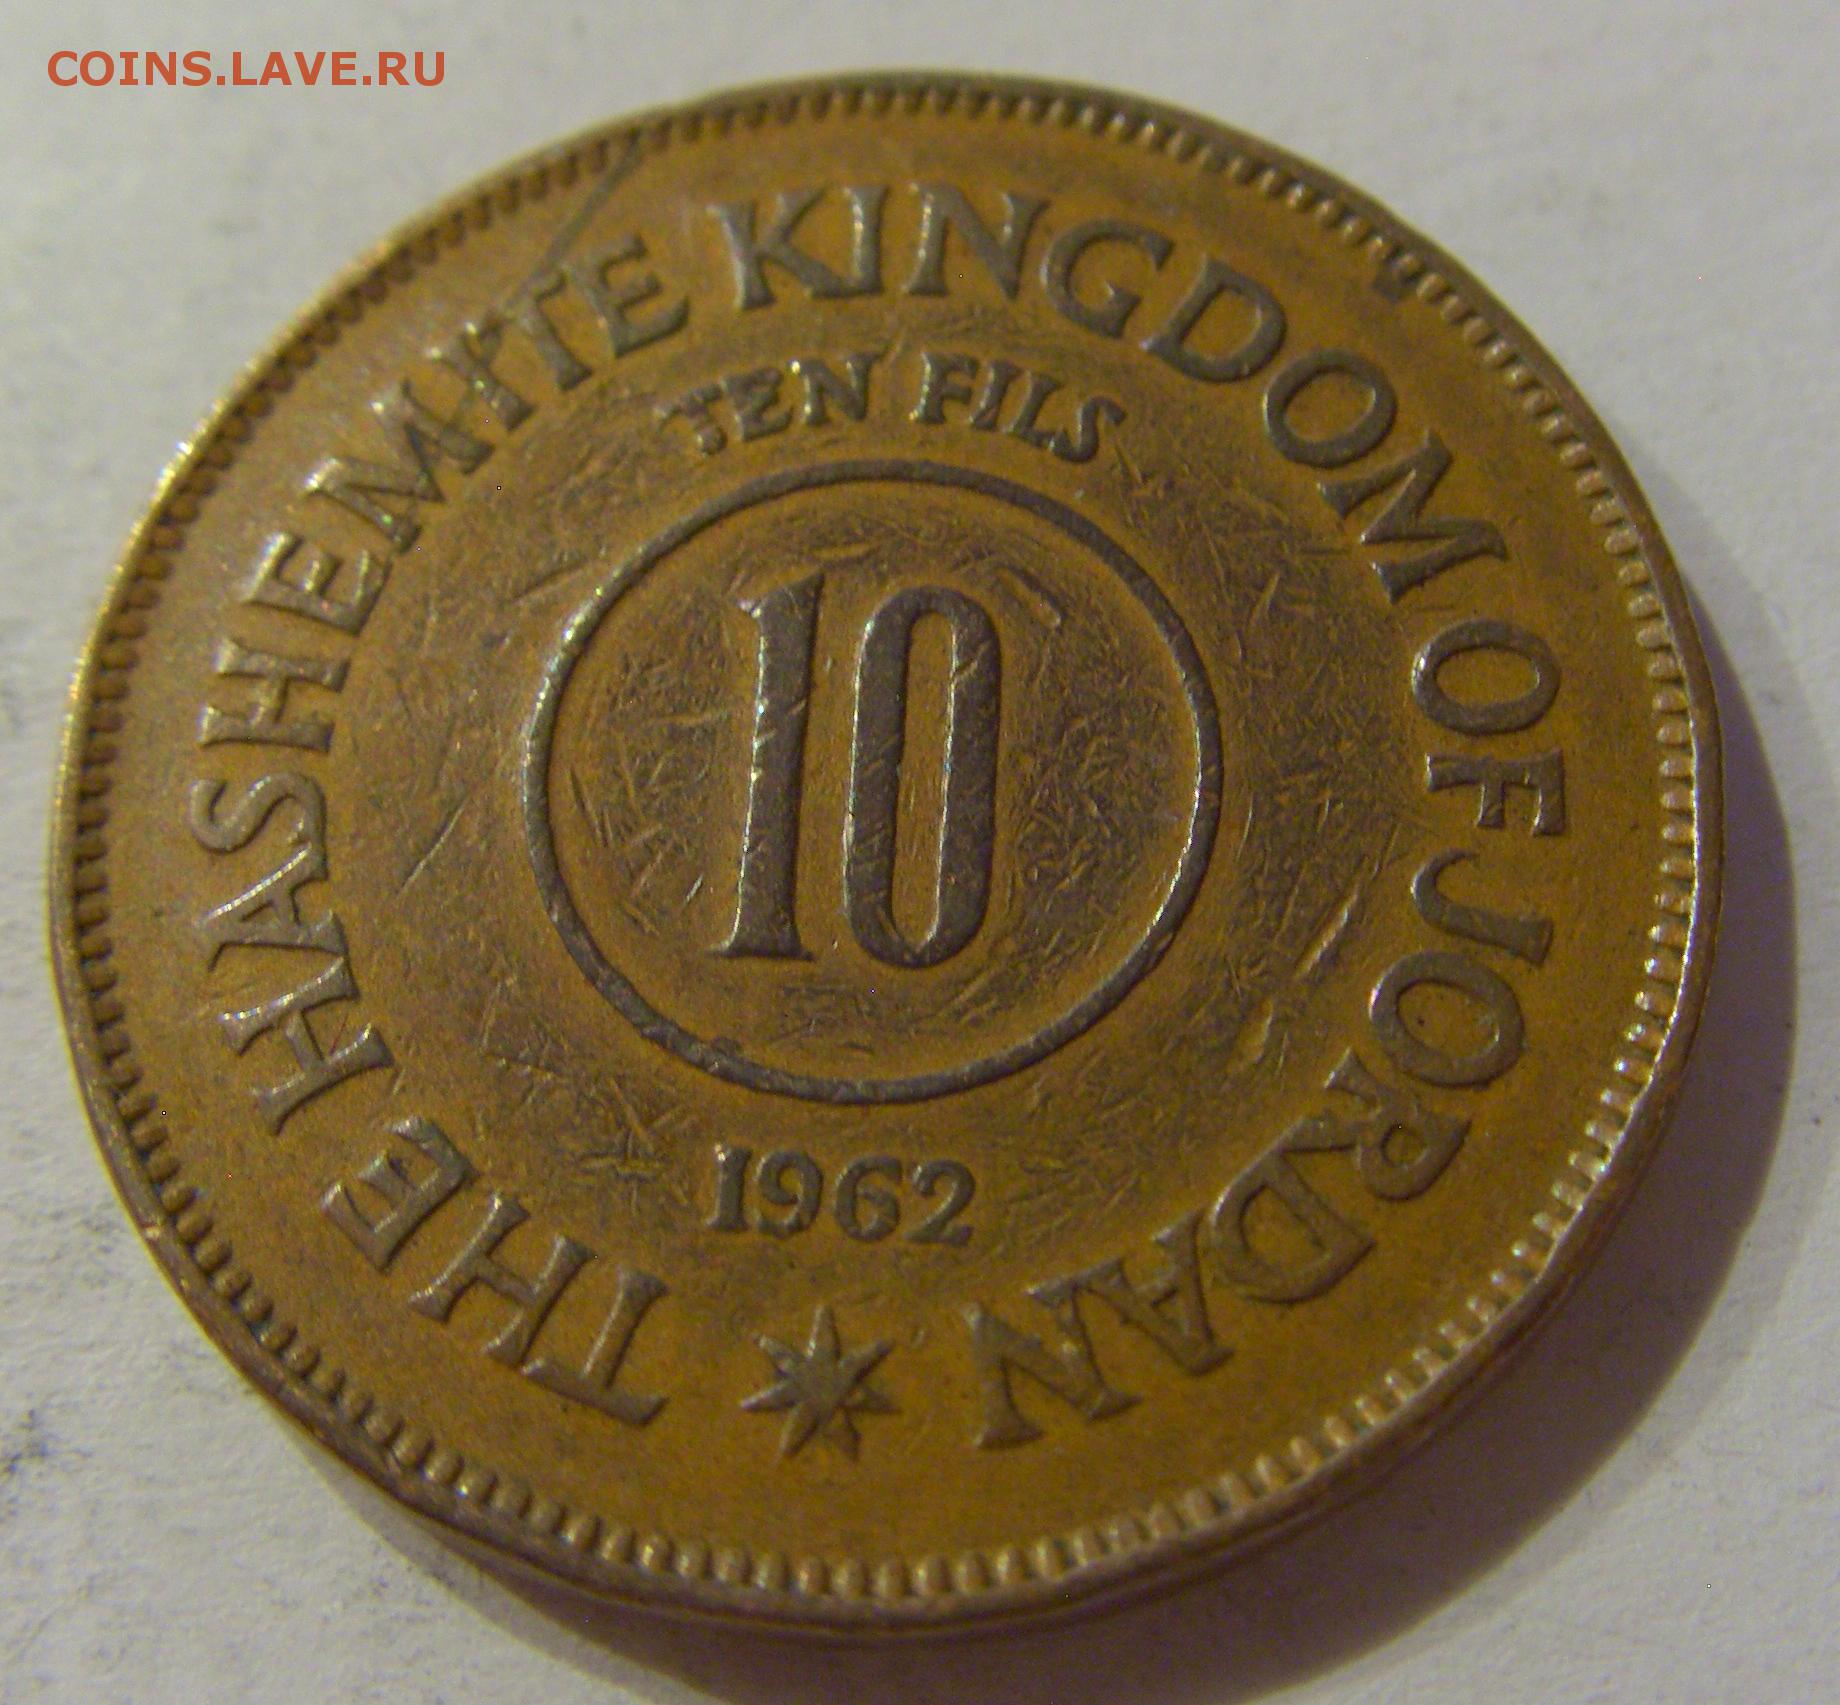 COINS.LAVE.RU
THE HASHEMITE KINGDOM OF JORDAN
TEN FILS
10
1962